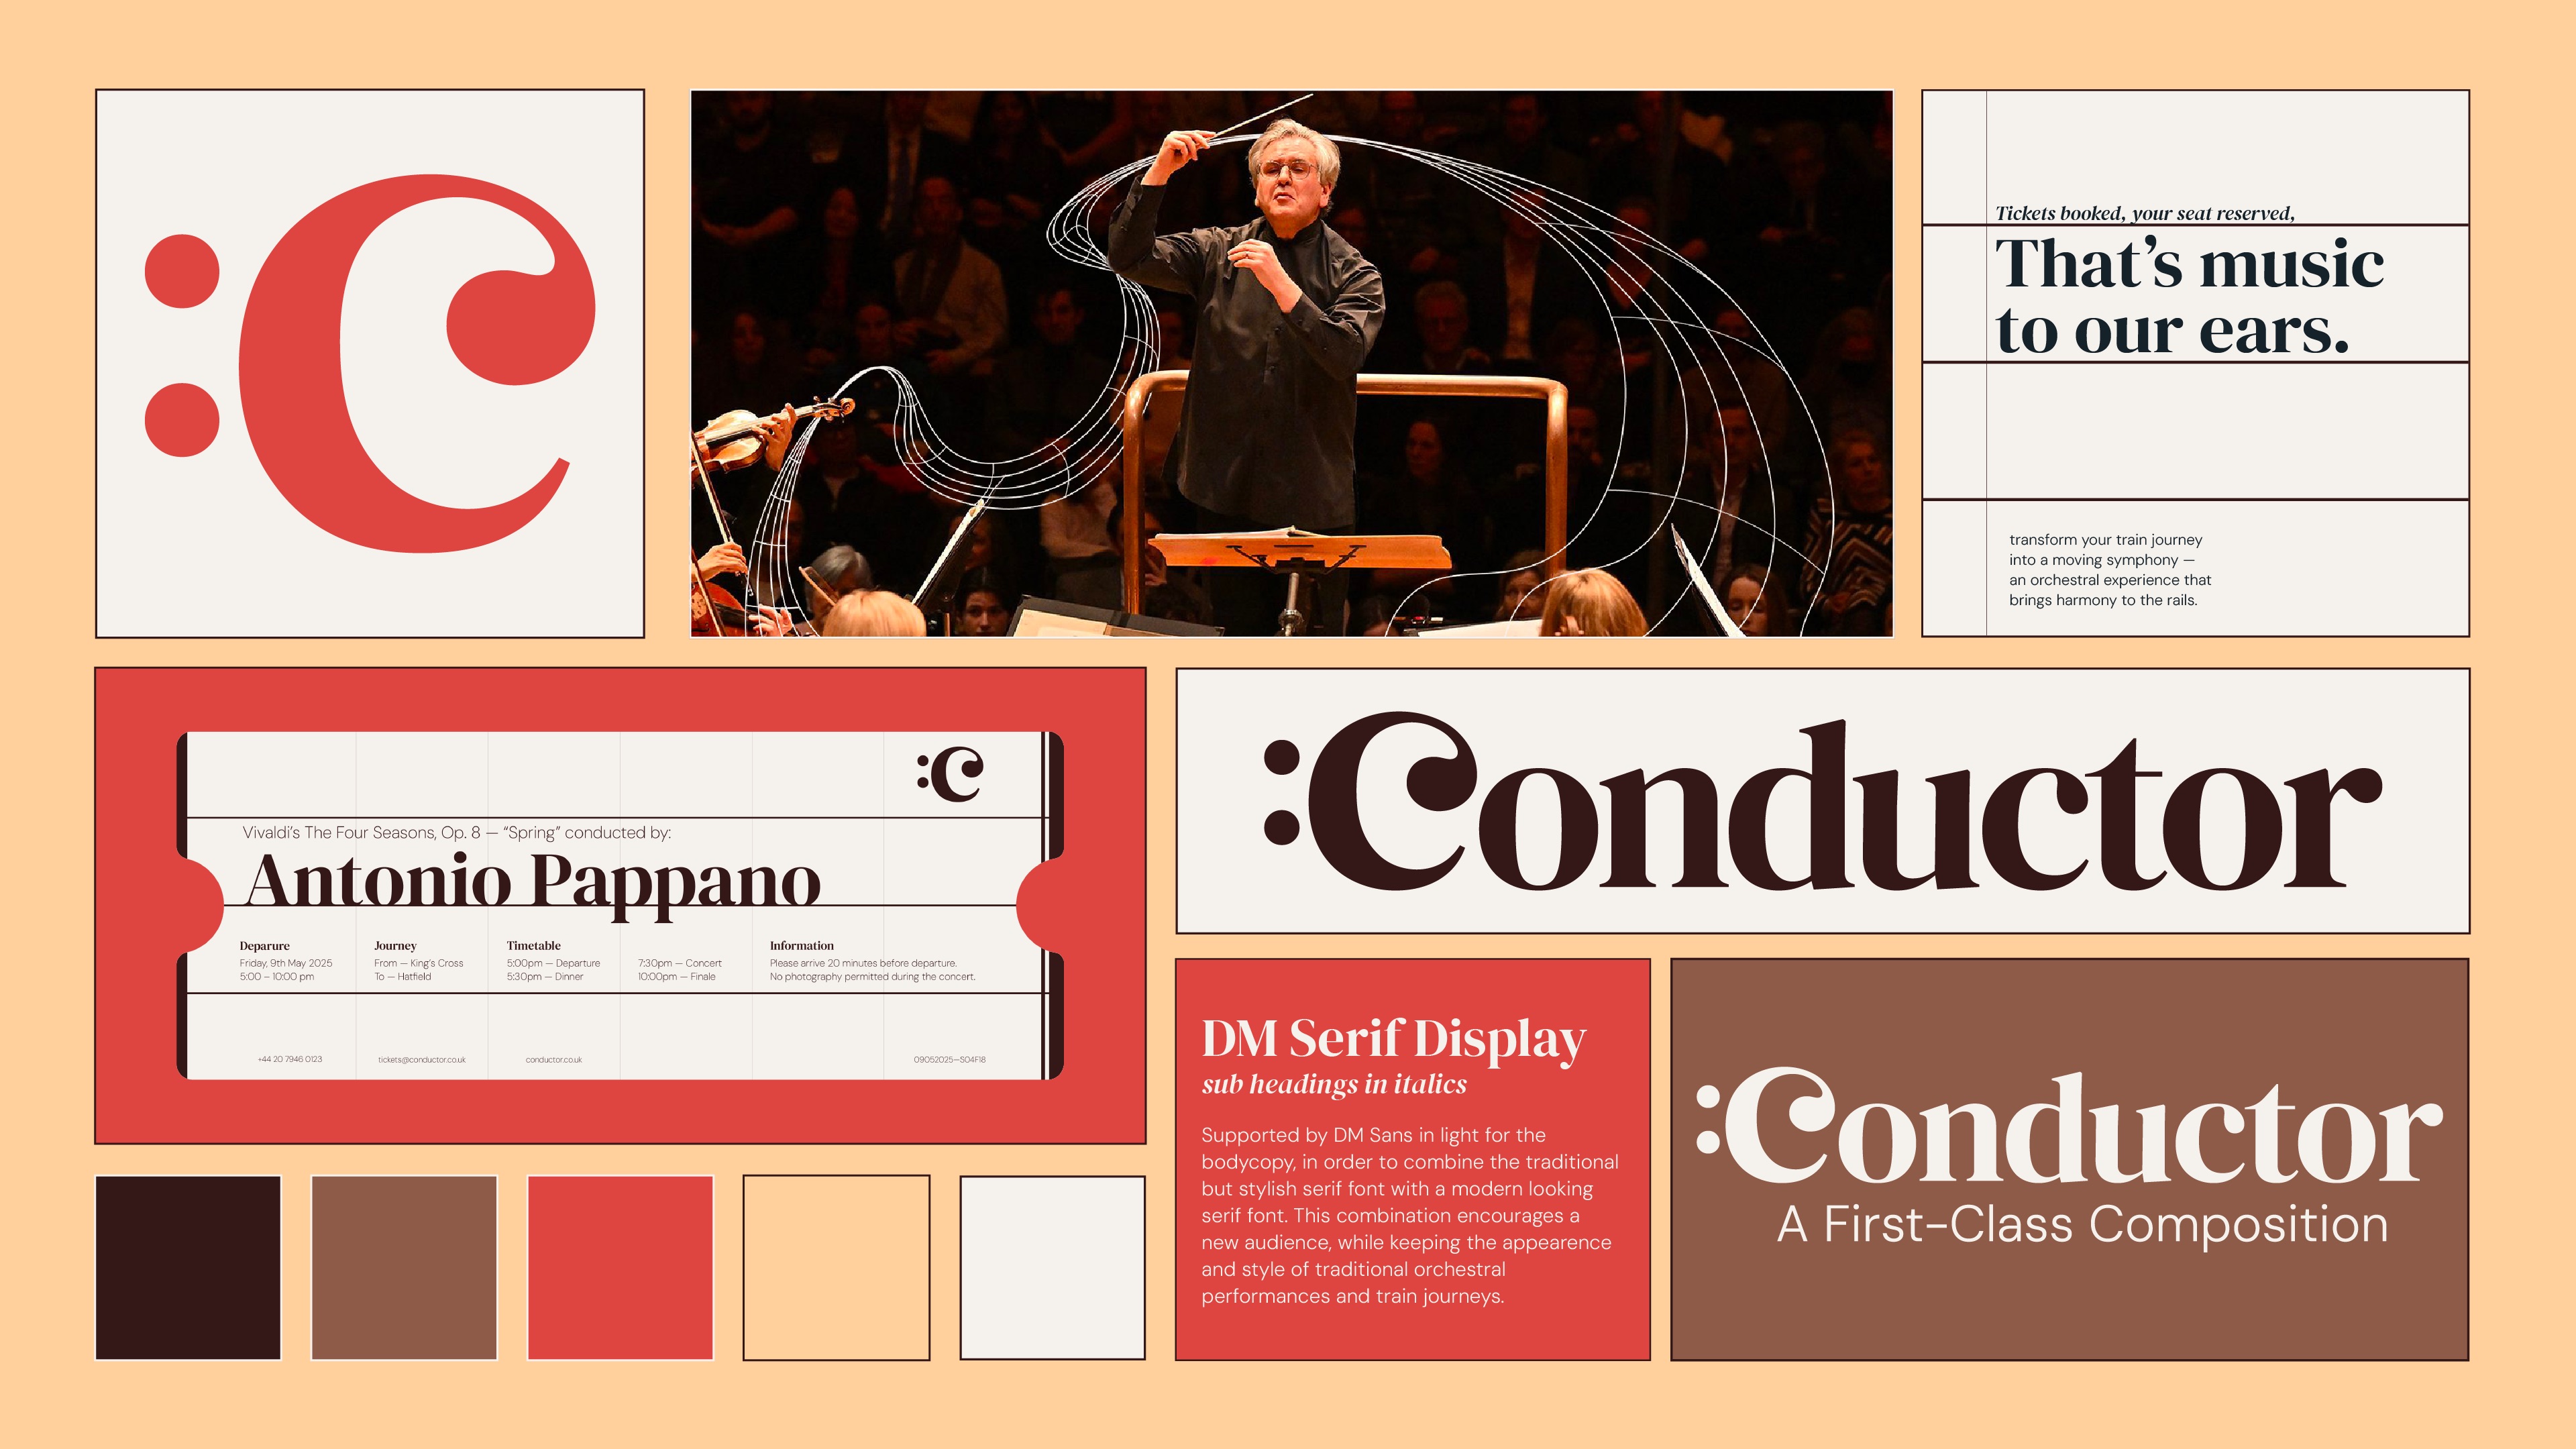 :C
Tickets booked, your seat reserved,
That’s music
to our ears.
transform your train journey
into a moving symphony —
an orchestral experience that
brings harmony to the rails.
:C
Vivaldi’s The Four Seasons, Op. 8 — “Spring” conducted by:
Antonio Pappano
Deparure
Friday, 9th May 2025
5:00 – 10:00 pm
Journey
From — King’s Cross
To — Hatfield
Timetable
5:00pm — Departure
5:30pm — Dinner
7:30pm — Concert
10:00pm — Finale
Information
Please arrive 20 minutes before departure.
No photography permitted during the concert.
+44 20 7946 0123
tickets@conductor.co.uk
conductor.co.uk
09052025—S04F18
:Conductor
DM Serif Display
sub headings in italics
Supported by DM Sans in light for the
bodycopy, in order to combine the traditional
but stylish serif font with a modern looking
serif font. This combination encourages a
new audience, while keeping the appearence
and style of traditional orchestral
performances and train journeys.
:Conductor
A First-Class Composition